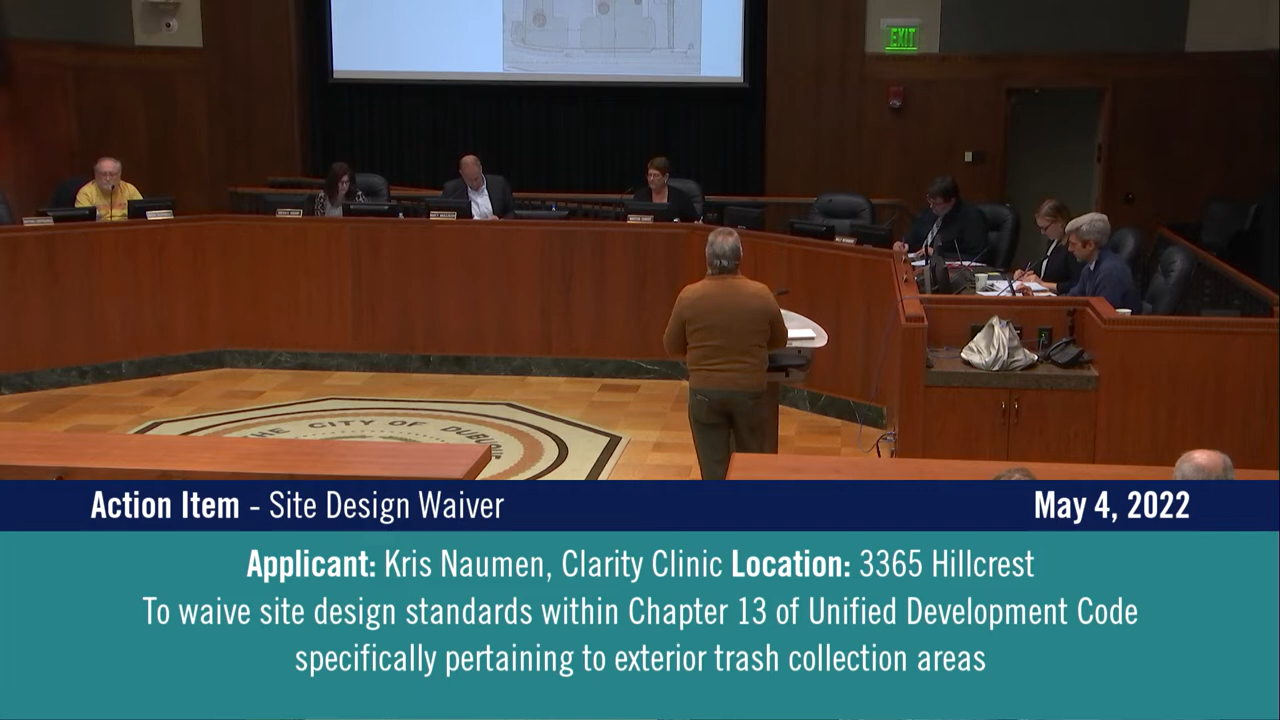 EXIT
THE CITY OF DUBUQUE
Action Item - Site Design Waiver
May 4, 2022
Applicant: Kris Naumen, Clarity Clinic Location: 3365 Hillcrest
To waive site design standards within Chapter 13 of Unified Development Code
specifically pertaining to exterior trash collection areas